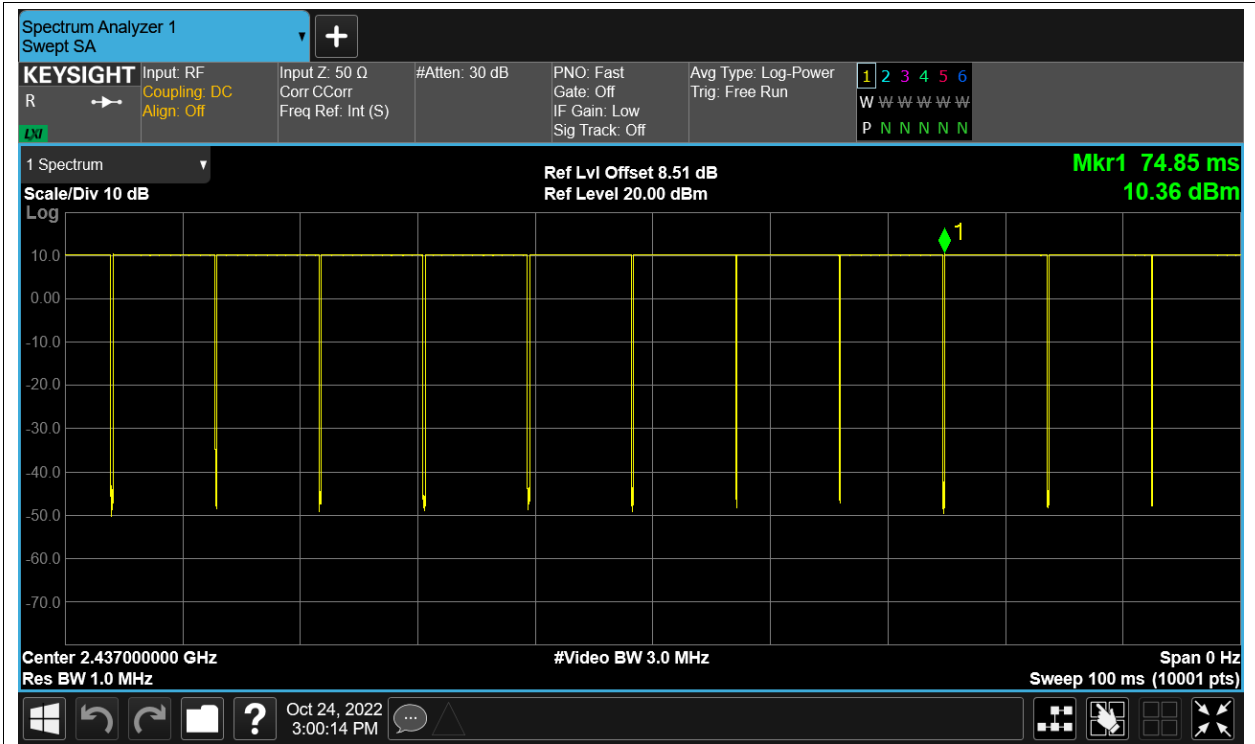 Spectrum Analyzer 1
Swept SA
+
KEYSIGHT
R
LXI
Input: RF
Coupling: DC
Align: Off
Input Z: 50 Ω
Corr CCorr
Freq Ref: Int (S)
#Atten: 30 dB
PNO: Fast
Gate: Off
IF Gain: Low
Sig Track: Off
Avg Type: Log-Power
Trig: Free Run
1 2 3 4 5 6
W W W W W W
P N N N N N
1 Spectrum
Scale/Div 10 dB
Ref Lvl Offset 8.51 dB
Ref Level 20.00 dBm
Mkr1 74.85 ms
10.36 dBm
Log
1
10.0
0.00
-10.0
-20.0
-30.0
-40.0
-50.0
-60.0
-70.0
Center 2.437000000 GHz
#Video BW 3.0 MHz
Span 0 Hz
Res BW 1.0 MHz
Sweep 100 ms (10001 pts)
?
Oct 24, 2022
3:00:14 PM